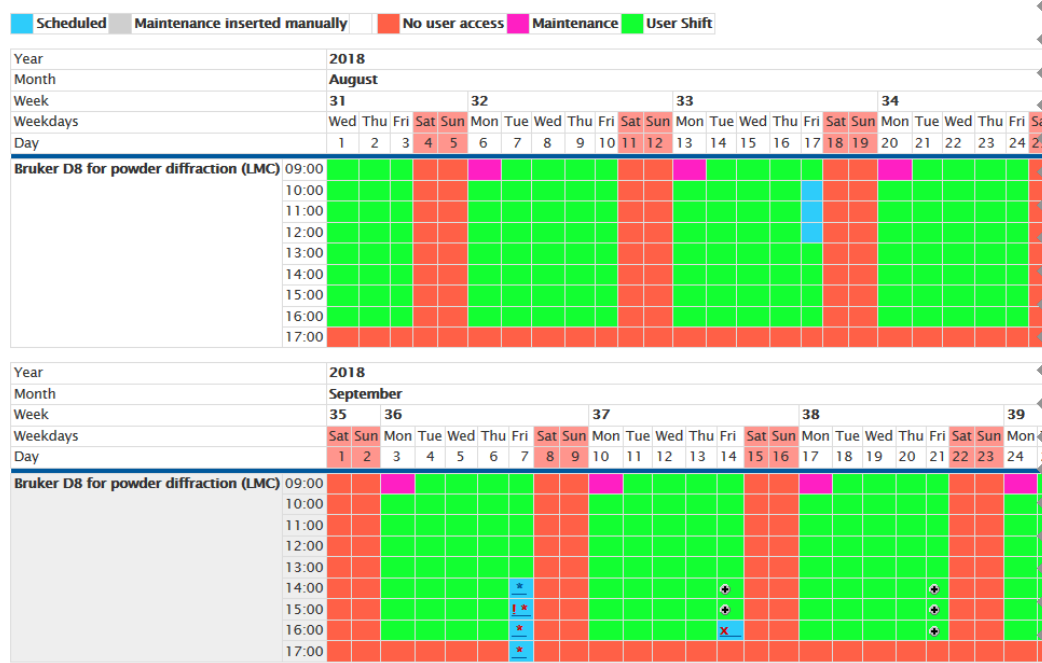 Scheduled Maintenance inserted manually No user access Maintenance User Shift
Year 2018
Month August
Week 31 32 33 34
Weekdays Wed Thu Fri Sat Sun Mon Tue Wed Thu Fri Sat Sun Mon Tue Wed Thu Fri Sat Sun Mon Tue Wed Thu Fri
Day 1 2 3 4 5 6 7 8 9 10 11 12 13 14 15 16 17 18 19 20 21 22 23 24
Bruker D8 for powder diffraction (LMC) 09:00
10:00
11:00
12:00
13:00
14:00
15:00
16:00
17:00
Year 2018
Month September
Week 35 36 37 38 39
Weekdays Sat Sun Mon Tue Wed Thu Fri Sat Sun Mon Tue Wed Thu Fri Sat Sun Mon Tue Wed Thu Fri Sat Sun Mon
Day 1 2 3 4 5 6 7 8 9 10 11 12 13 14 15 16 17 18 19 20 21 22 23 24
Bruker D8 for powder diffraction (LMC) 09:00
10:00
11:00
12:00
13:00
14:00 *
15:00 ! *
16:00 * x
17:00 *